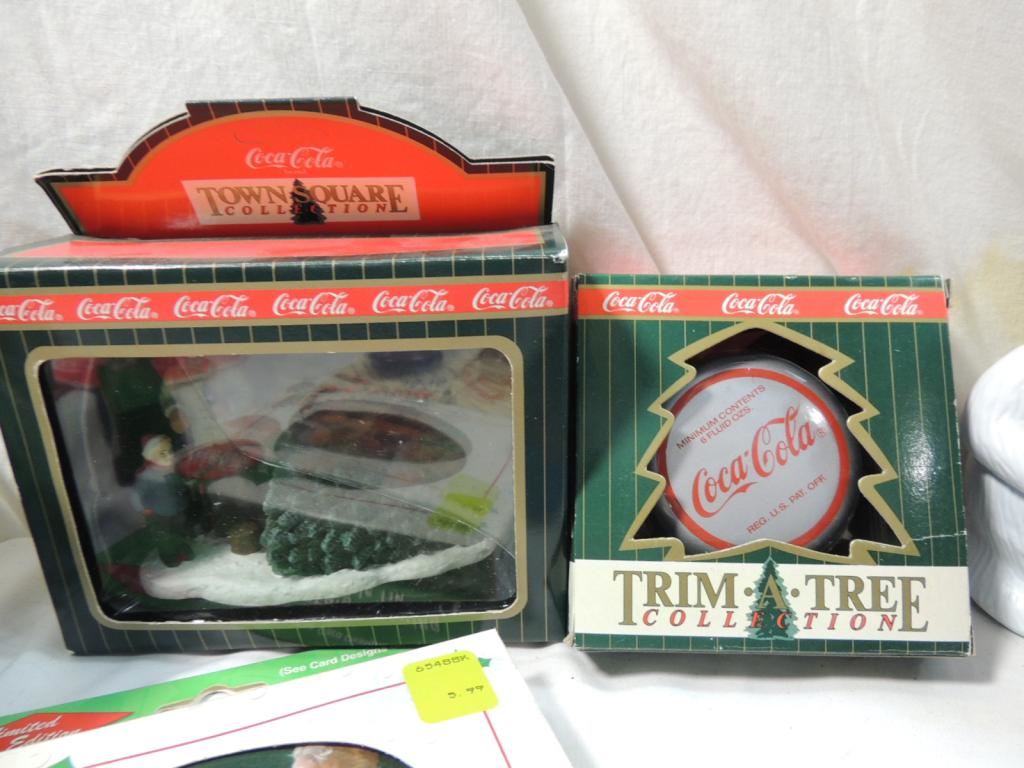 Coca-Cola
TOWN SQUARE
COLLECTION
Coca-Cola® Coca-Cola® Coca-Cola® Coca-Cola® Coca-Cola® Coca-Cola®
Coca-Cola® Coca-Cola® Coca-Cola®
MINIMUM CONTENTS
6 FLUID OZS.
Coca-Cola®
REG. U.S. PAT. OFF.
TRIM·A·TREE
COLLECTION
(See Card Designs
65488K
5.99
Limited
Edition